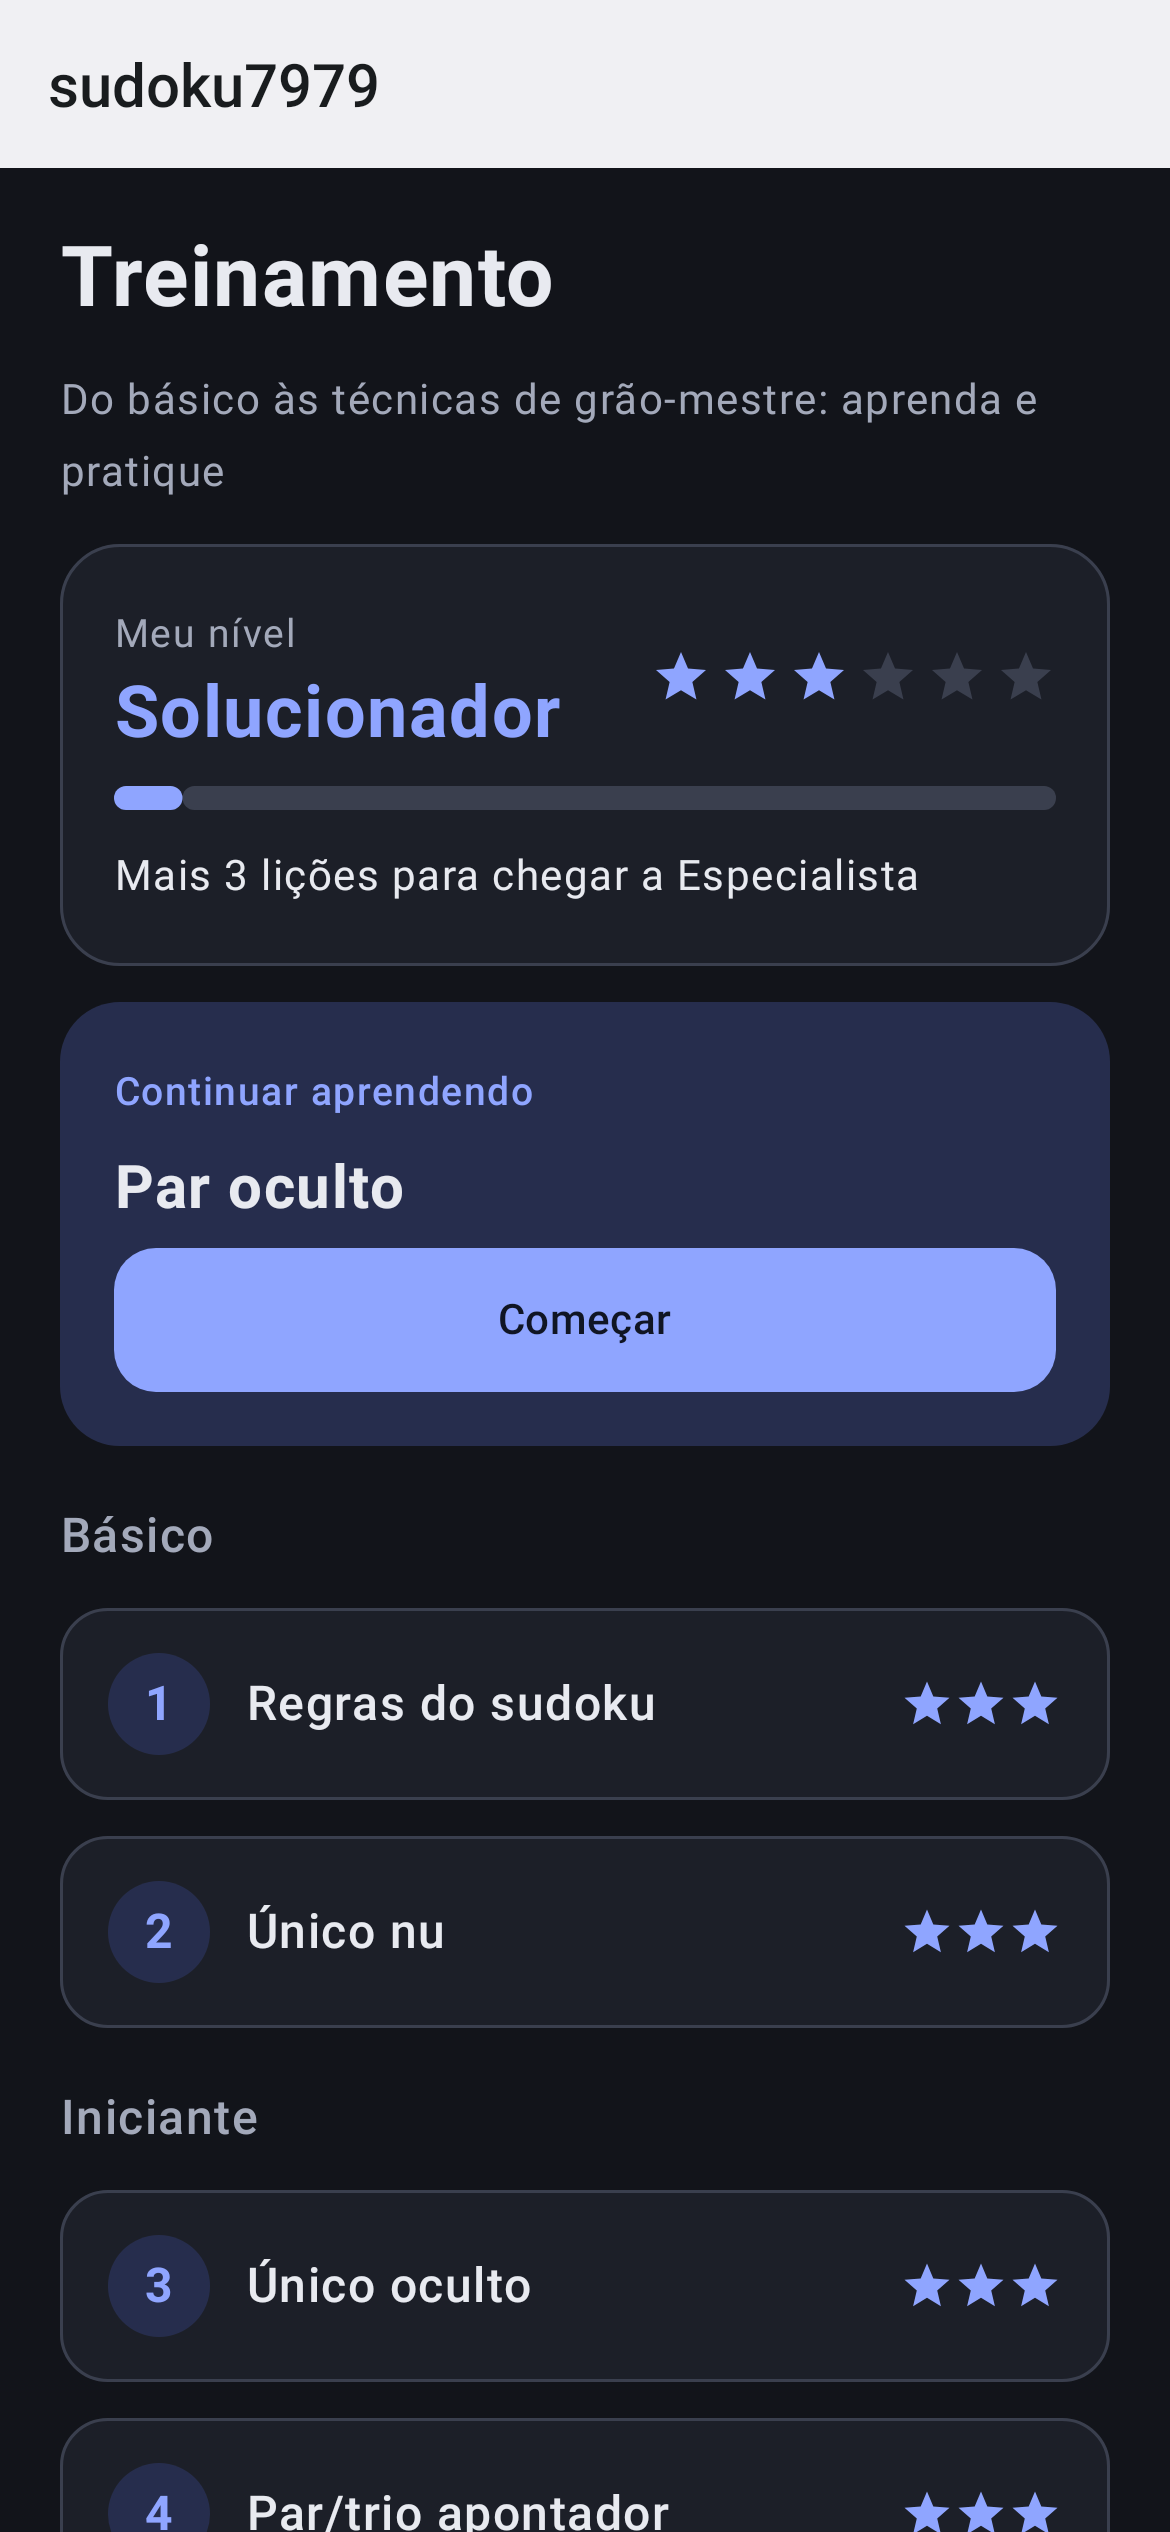 sudoku7979
Treinamento
Do básico às técnicas de grão-mestre: aprenda e
pratique
Meu nível
Solucionador
Mais 3 lições para chegar a Especialista
Continuar aprendendo
Par oculto
Começar
Básico
1 Regras do sudoku
2 Único nu
Iniciante
3 Único oculto
4 Par/trio apontador